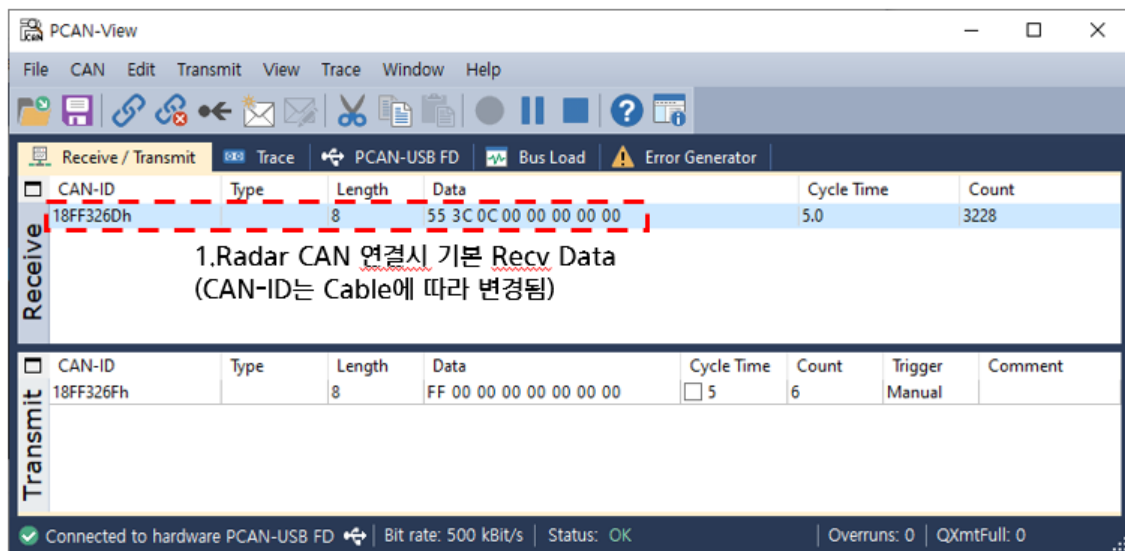 PCAN-View
File CAN Edit Transmit View Trace Window Help
Receive / Transmit Trace PCAN-USB FD Bus Load Error Generator
CAN-ID Type Length Data Cycle Time Count
18FF326Dh 8 55 3C 0C 00 00 00 00 00 5.0 3228
Receive
1.Radar CAN 연결시 기본 Recv Data
(CAN-ID는 Cable에 따라 변경됨)
CAN-ID Type Length Data Cycle Time Count Trigger Comment
18FF326Fh 8 FF 00 00 00 00 00 00 00 5 6 Manual
Transmit
Connected to hardware PCAN-USB FD Bit rate: 500 kBit/s Status: OK Overruns: 0 QXmtFull: 0